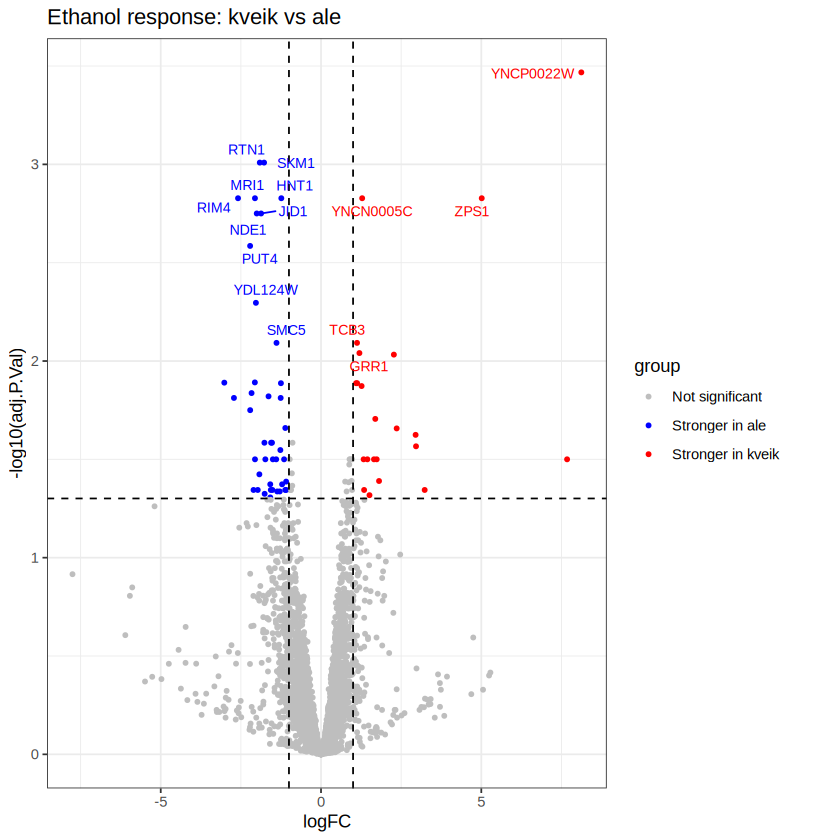 Ethanol response: kveik vs ale
YNCP0022W
RTN1
SKM1
MRI1
HNT1
RIM4
JID1
YNCN0005C
ZPS1
NDE1
PUT4
YDL124W
SMC5
TCB3
GRR1
3
2
1
0
-log10(adj.P.Val)
-5
0
5
logFC
group
Not significant
Stronger in ale
Stronger in kveik